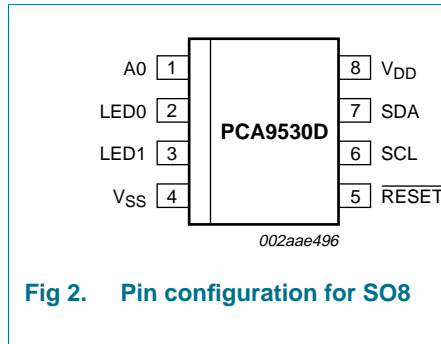 A0 1
LED0 2
LED1 3
VSS 4
PCA9530D
8 VDD
7 SDA
6 SCL
5 RESET
002aae496
Fig 2. Pin configuration for SO8